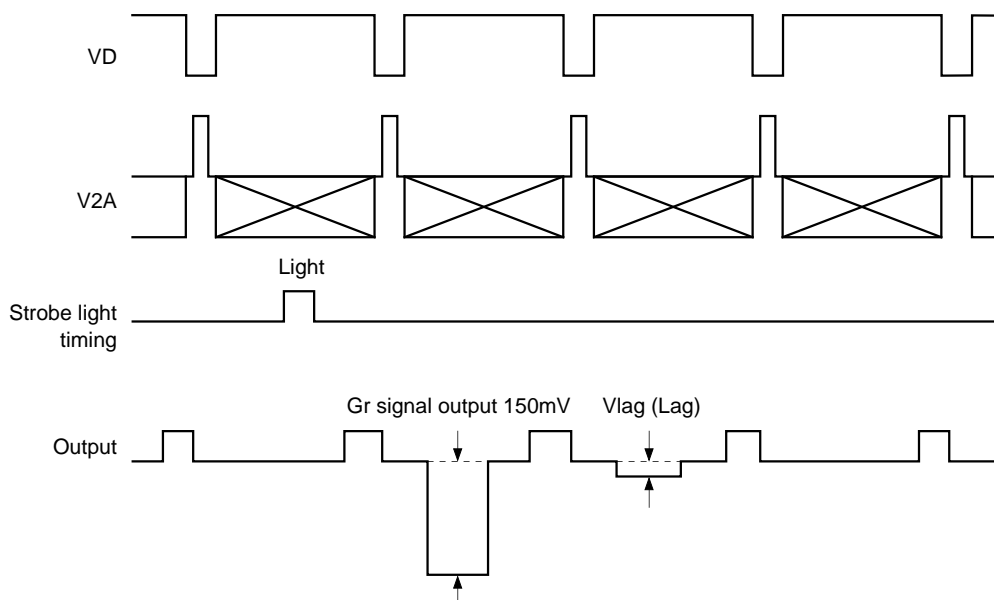 VD
V2A
Light
Strobe light
timing
Gr signal output 150mV Vlag (Lag)
Output